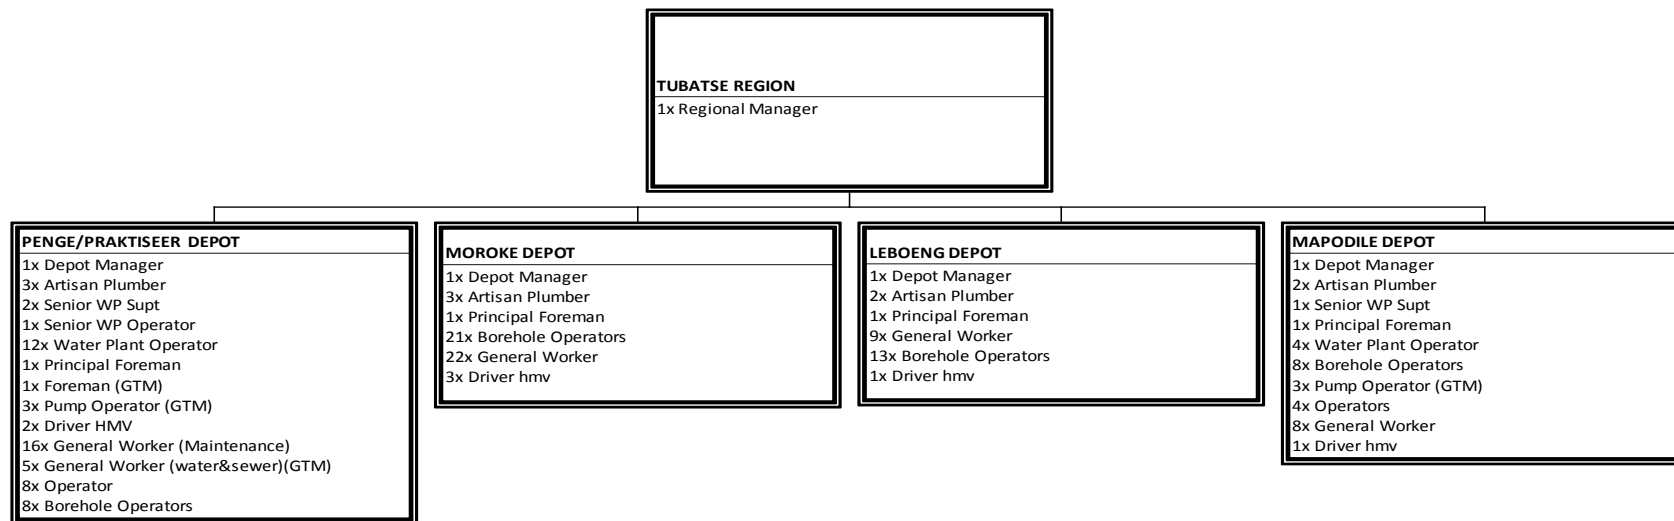 TUBATSE REGION
1x Regional Manager
PENGE/PRAKTISEER DEPOT
1x Depot Manager
3x Artisan Plumber
2x Senior WP Supt
1x Senior WP Operator
12x Water Plant Operator
1x Principal Foreman
1x Foreman (GTM)
3x Pump Operator (GTM)
2x Driver HMV
16x General Worker (Maintenance)
5x General Worker (water&sewer)(GTM)
8x Operator
8x Borehole Operators
MOROKE DEPOT
1x Depot Manager
3x Artisan Plumber
1x Principal Foreman
21x Borehole Operators
22x General Worker
3x Driver hmv
LEBOENG DEPOT
1x Depot Manager
2x Artisan Plumber
1x Principal Foreman
9x General Worker
13x Borehole Operators
1x Driver hmv
MAPODILE DEPOT
1x Depot Manager
2x Artisan Plumber
1x Senior WP Supt
1x Principal Foreman
4x Water Plant Operator
8x Borehole Operators
3x Pump Operator (GTM)
4x Operators
8x General Worker
1x Driver hmv